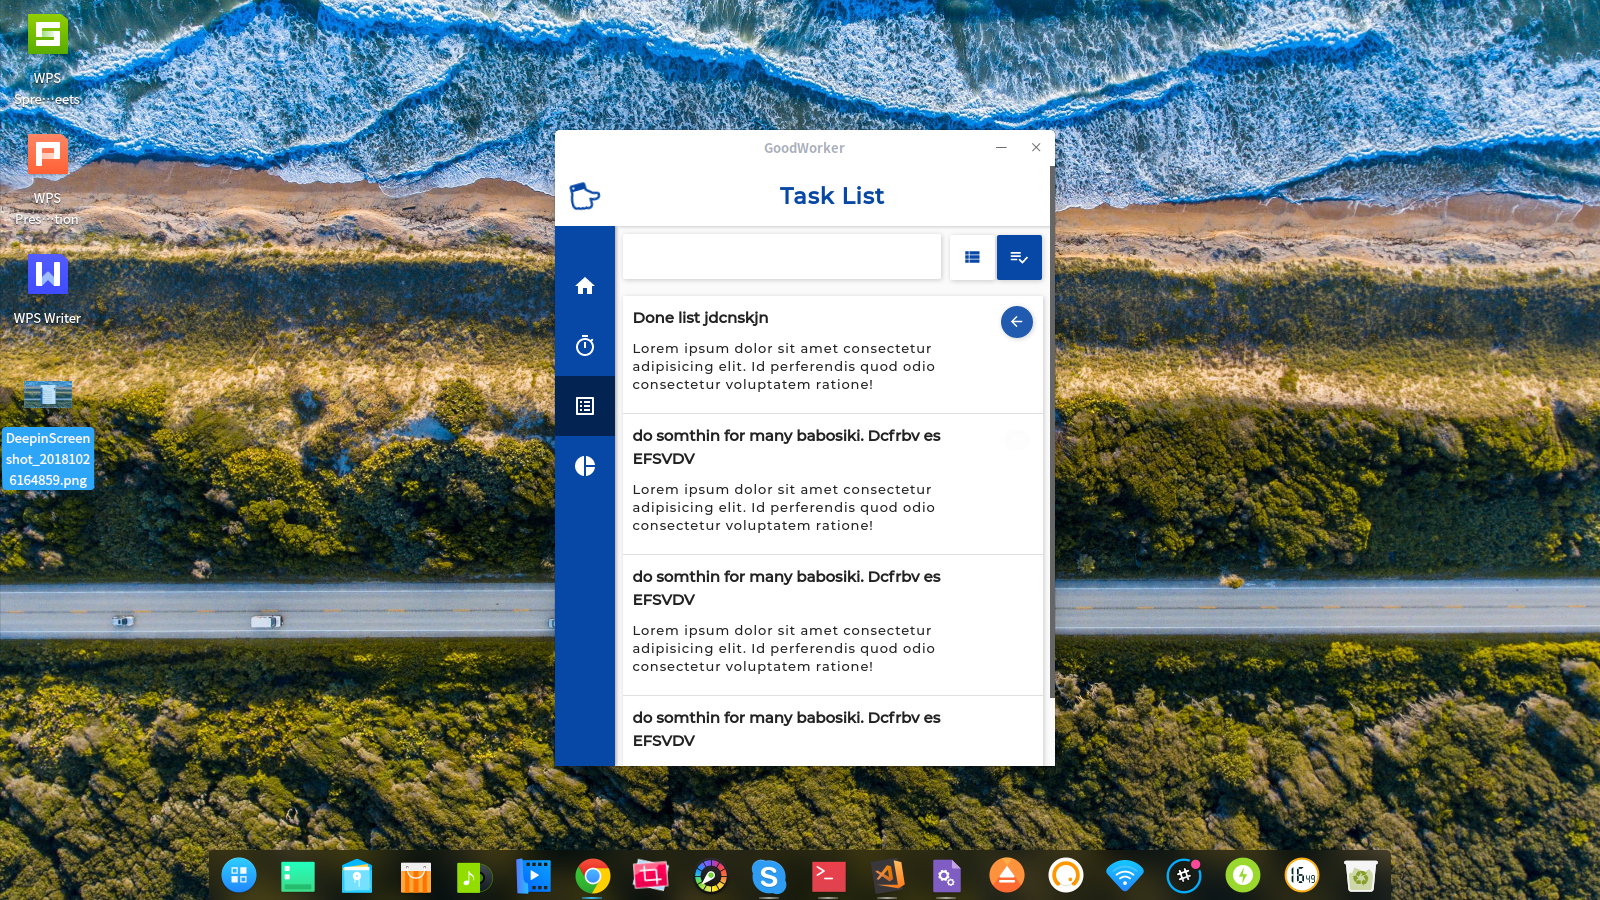 WPS
Spre···eets
WPS
Pres···tion
WPS Writer
DeepinScreen
shot_2018102
6164859.png
GoodWorker
Task List
Done list jdcnskjn
Lorem ipsum dolor sit amet consectetur
adipisicing elit. Id perferendis quod odio
consectetur voluptatem ratione!
do somthin for many babosiki. Dcfrbv es
EFSVDV
Lorem ipsum dolor sit amet consectetur
adipisicing elit. Id perferendis quod odio
consectetur voluptatem ratione!
do somthin for many babosiki. Dcfrbv es
EFSVDV
Lorem ipsum dolor sit amet consectetur
adipisicing elit. Id perferendis quod odio
consectetur voluptatem ratione!
do somthin for many babosiki. Dcfrbv es
EFSVDV
16 49